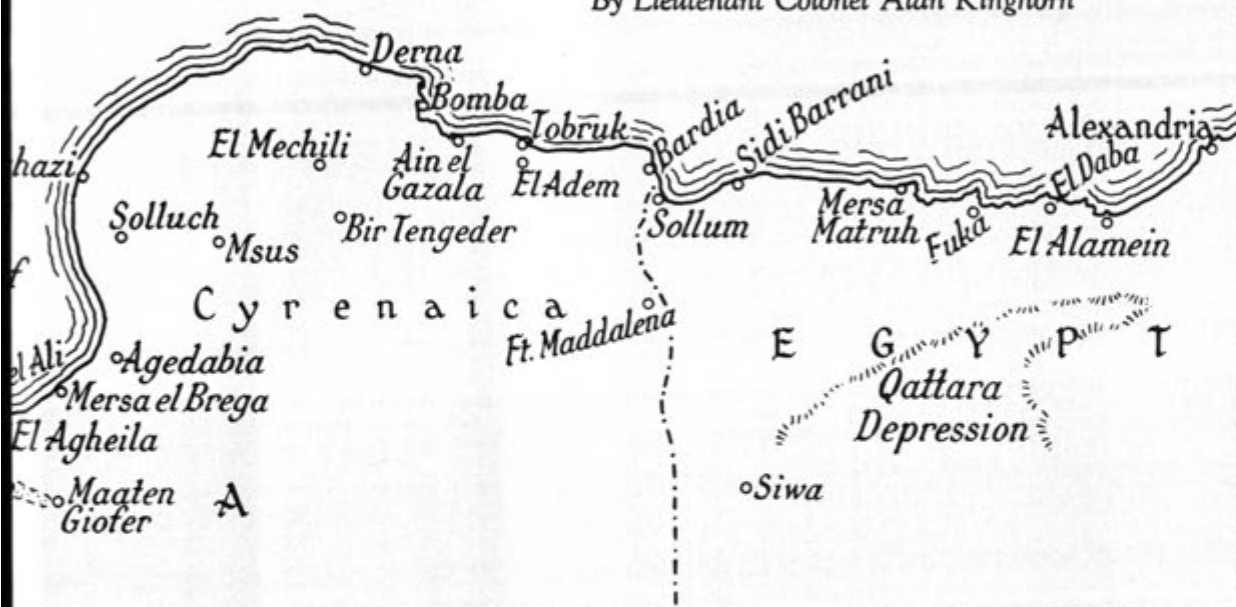 By Lieutenant Colonel Alan Kinghorn
Derna
Bomba
Tobruk
Bardia
Sidi Barrani
Alexandria
El Mechili
Ain el
Gazala
El Adem
El Daba
hazi
Solluch
Msus
Bir Tengeder
Sollum
Mersa
Matruh
Fuka
El Alamein
f
Cyrenaica
Ft. Maddalena
EGYPT
el Ali
Agedabia
Mersa el Brega
El Agheila
Qattara
Depression
Maaten
Giofer
A
Siwa